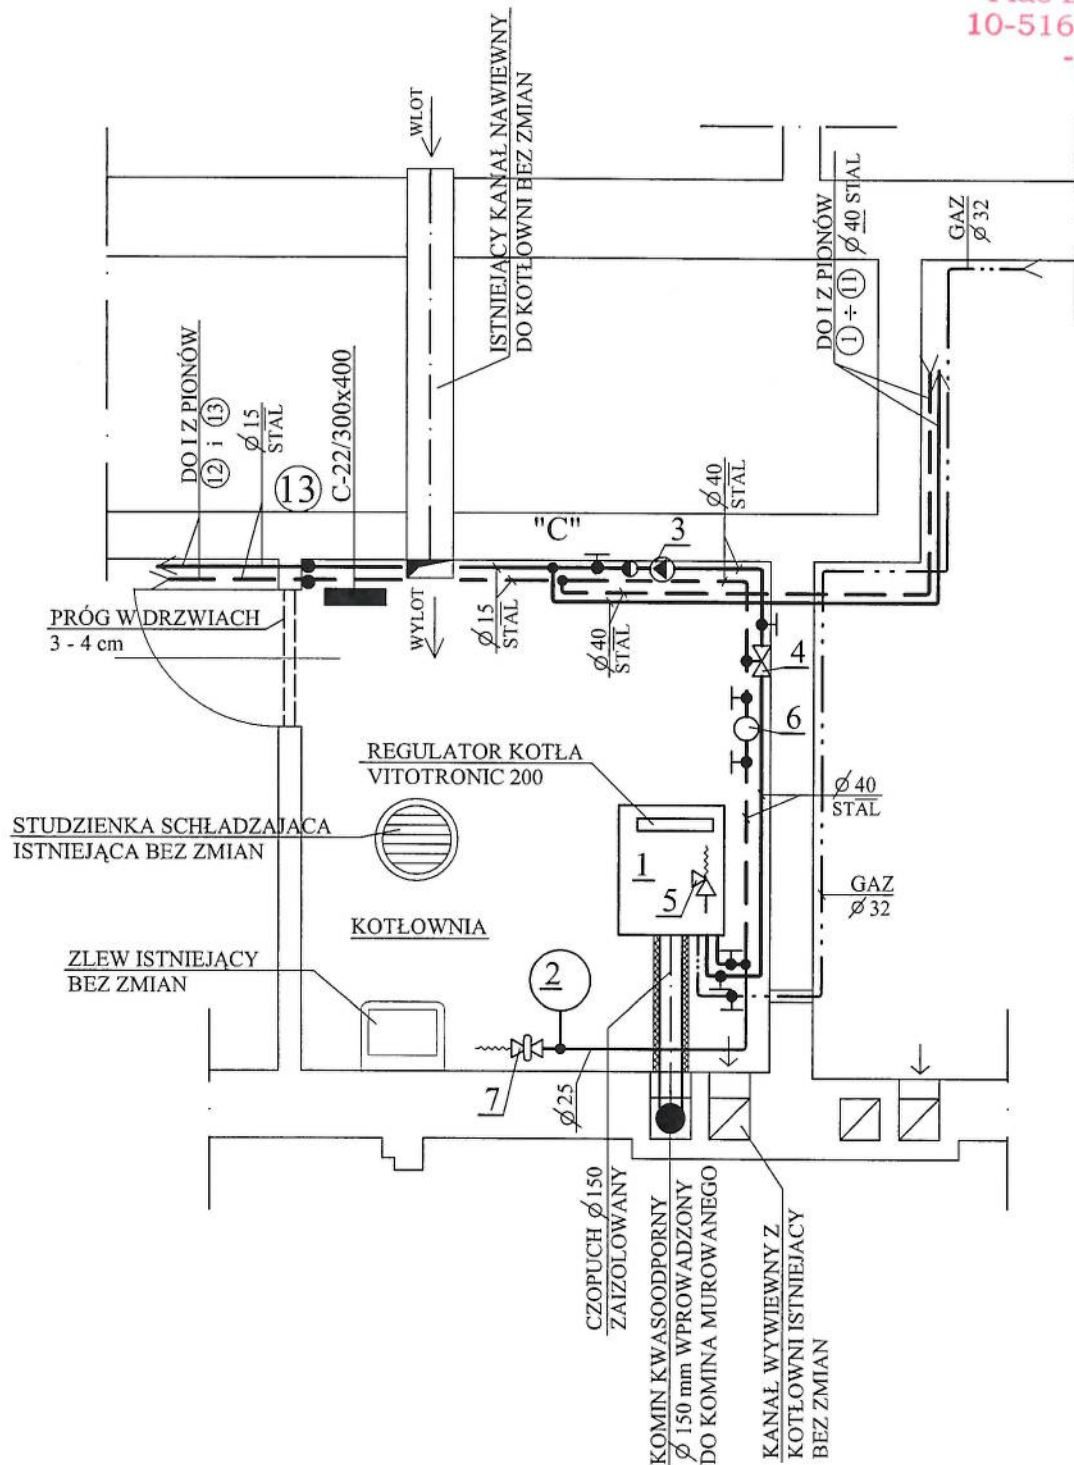 10-516
WLOT
ISTNIEJĄCY KANAŁ NAWIEWNY
DO KOTŁOWNI BEZ ZMIAN
DO I Z PIONÓW
1 ÷ 11 Ø 40 STAL
GAZ
Ø 32
DO I Z PIONÓW
12 i 13
Ø 15
STAL
13
C-22/300x400
"C"
3
Ø 40
STAL
PRÓG W DRZWIACH
3 - 4 cm
WYLOT
Ø 15
STAL
Ø 40
STAL
4
6
REGULATOR KOTŁA
VITOTRONIC 200
Ø 40
STAL
STUDZIENKA SCHŁADZAJACA
ISTNIEJĄCA BEZ ZMIAN
1
5
GAZ
Ø 32
KOTŁOWNIA
ZLEW ISTNIEJĄCY
BEZ ZMIAN
2
7
Ø 25
CZOPUCH Ø 150
ZAIZOLOWANY
KOMIN KWASOODPORNY
Ø 150 mm WPROWADZONY
DO KOMINA MUROWANEGO
KANAŁ WYWIEWNY Z
KOTŁOWNI ISTNIEJACY
BEZ ZMIAN